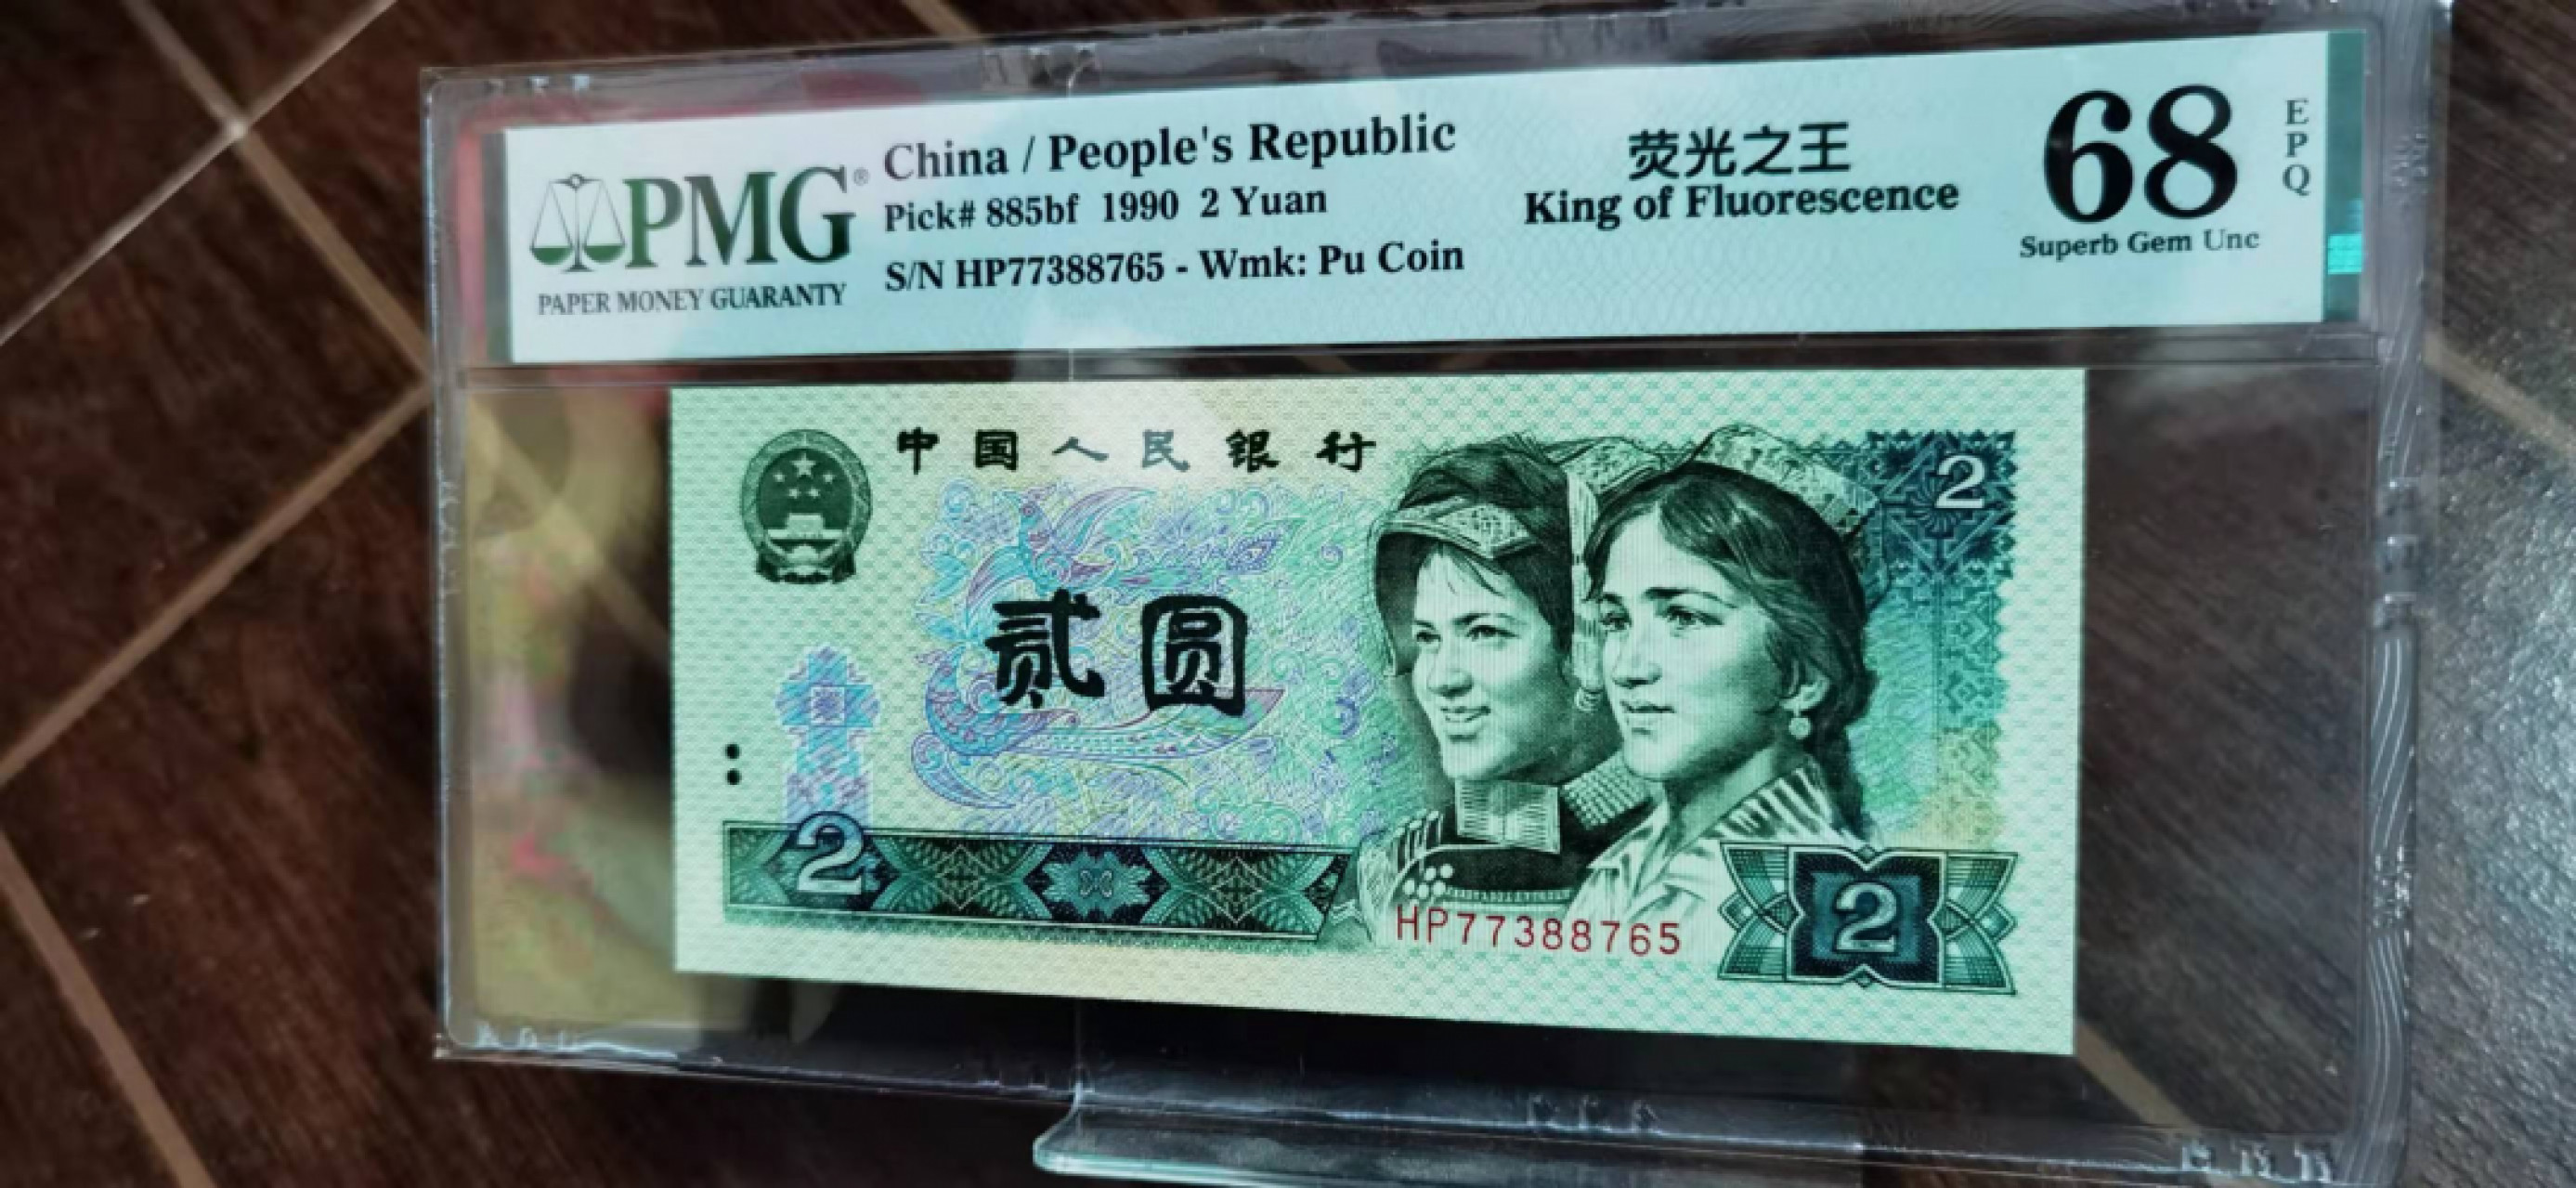 PMG®
PAPER MONEY GUARANTY
China / People's Republic
Pick# 885bf 1990 2 Yuan
S/N HP77388765 - Wmk: Pu Coin
荧光之王
King of Fluorescence
68
EPQ
Superb Gem Unc
中国人民银行
2
贰圆
2
HP77388765
2